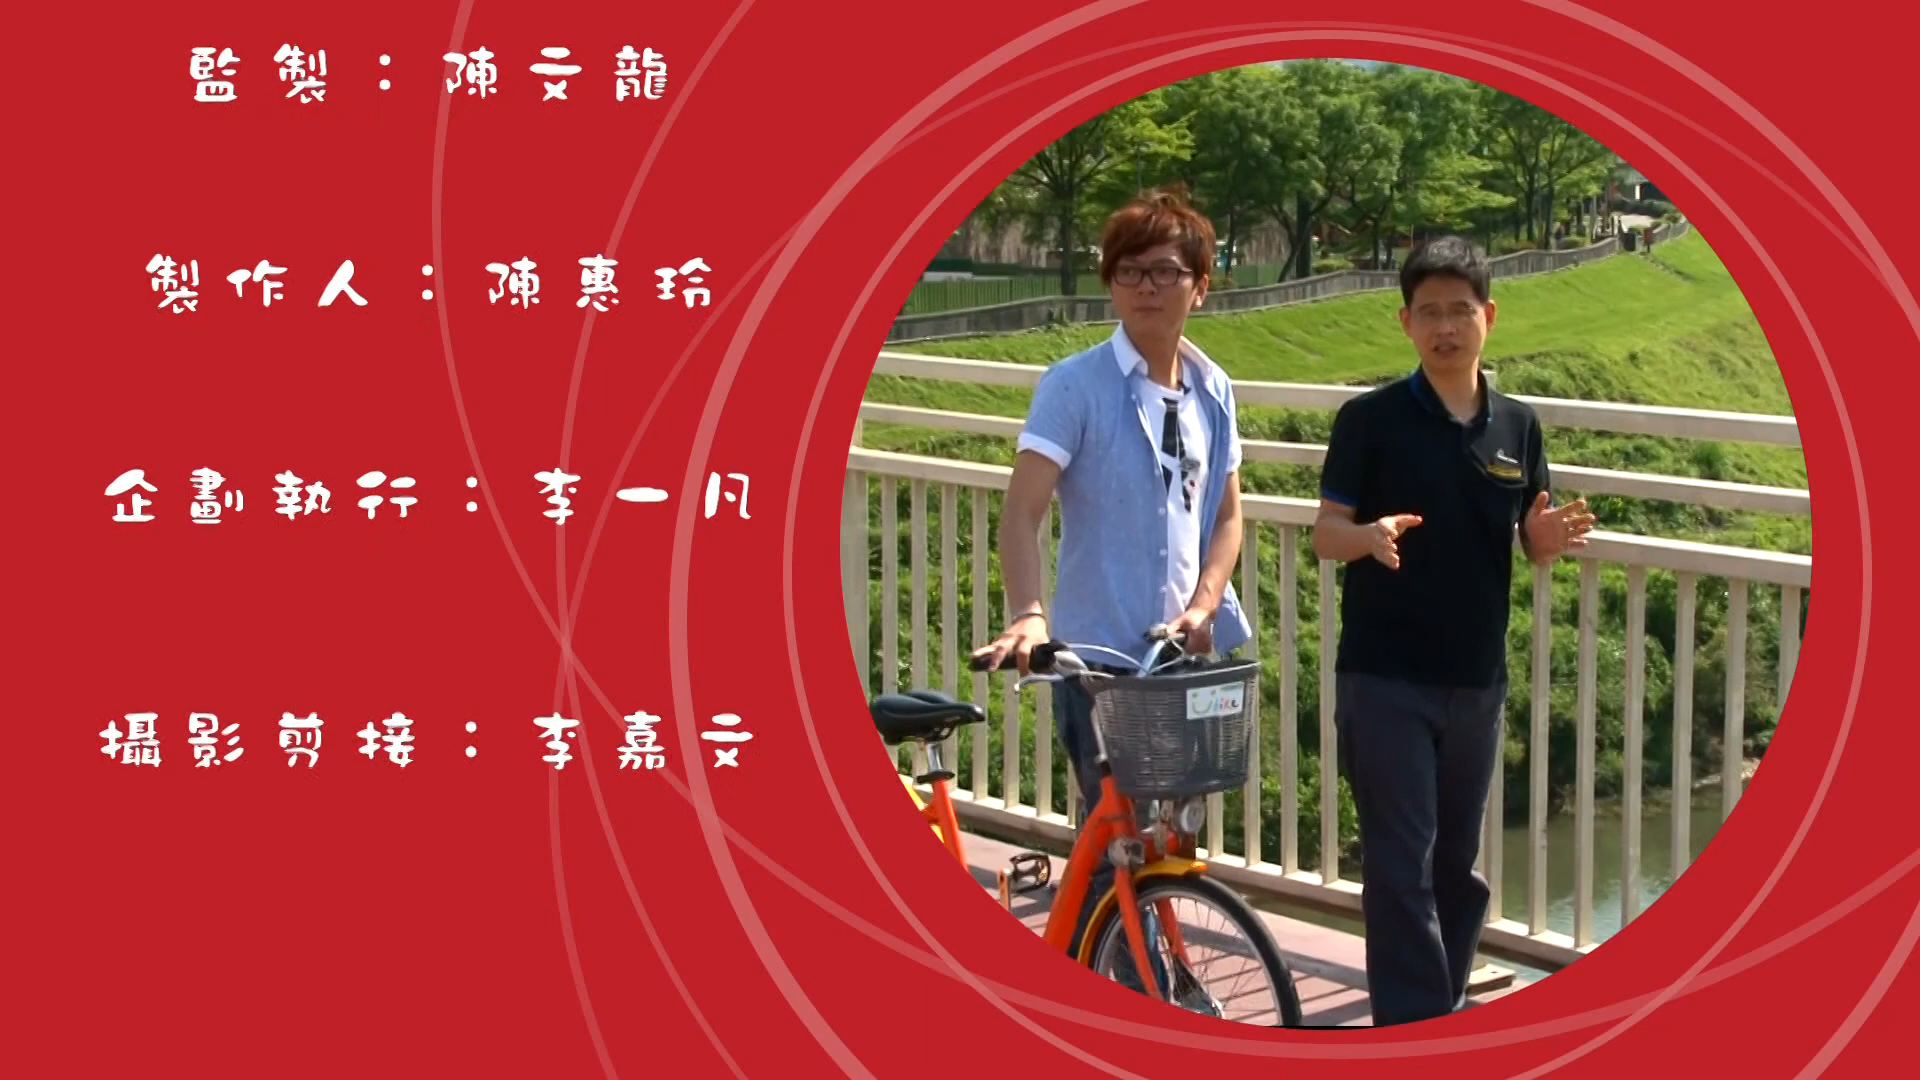 監製：陳文龍
製作人：陳惠玲
企劃執行：李一凡
攝影剪接：李嘉文
Ubike